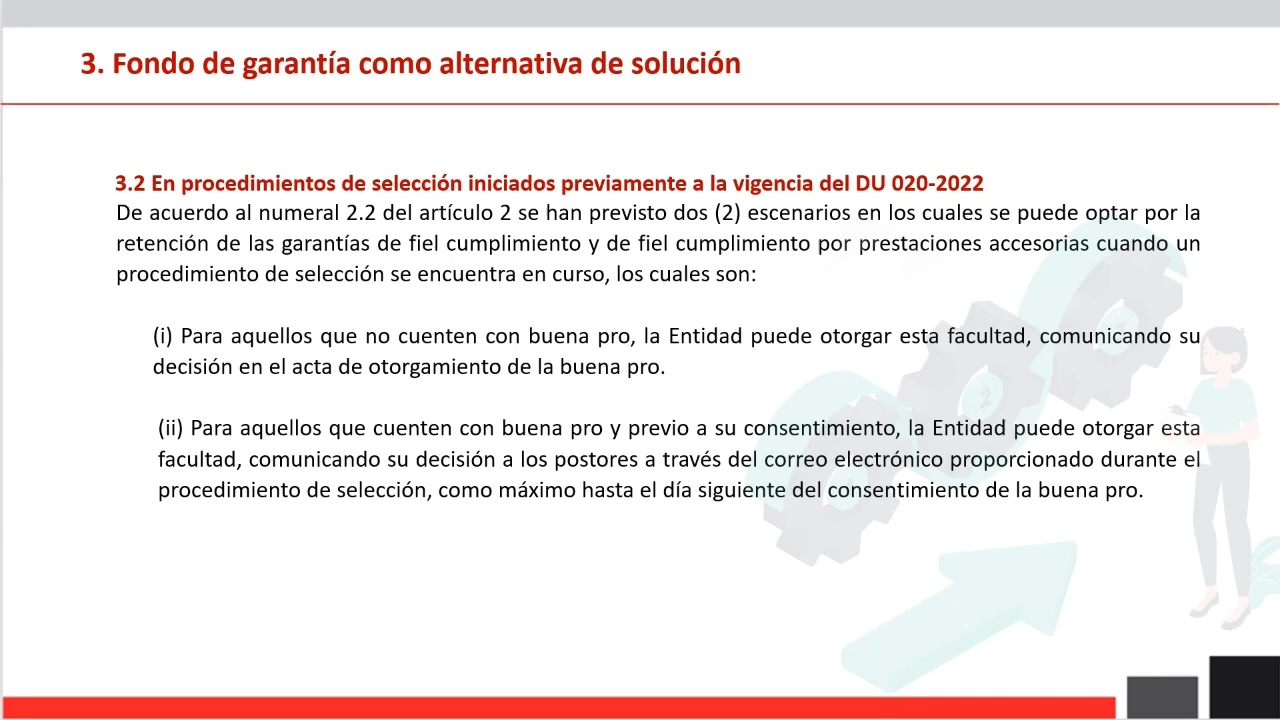 3. Fondo de garantía como alternativa de solución
3.2 En procedimientos de selección iniciados previamente a la vigencia del DU 020-2022
De acuerdo al numeral 2.2 del artículo 2 se han previsto dos (2) escenarios en los cuales se puede optar por la
retención de las garantías de fiel cumplimiento y de fiel cumplimiento por prestaciones accesorias cuando un
procedimiento de selección se encuentra en curso, los cuales son:
(i) Para aquellos que no cuenten con buena pro, la Entidad puede otorgar esta facultad, comunicando su
decisión en el acta de otorgamiento de la buena pro.
(ii) Para aquellos que cuenten con buena pro y previo a su consentimiento, la Entidad puede otorgar esta
facultad, comunicando su decisión a los postores a través del correo electrónico proporcionado durante el
procedimiento de selección, como máximo hasta el día siguiente del consentimiento de la buena pro.
2